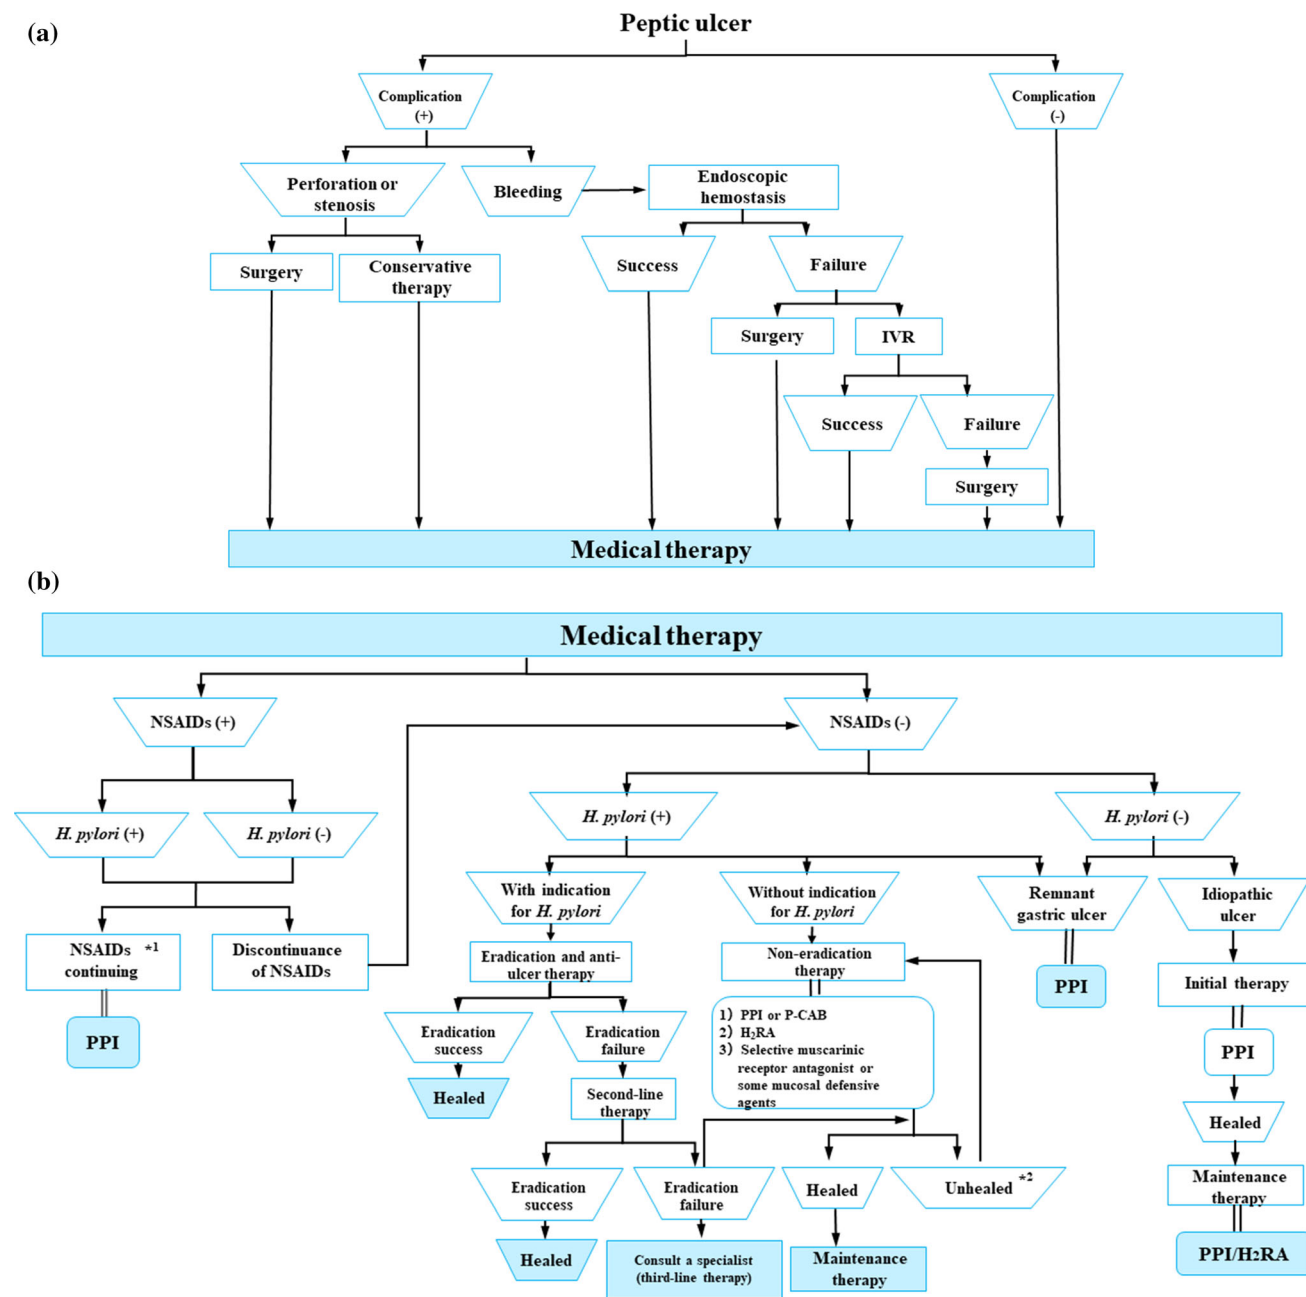 (a)
Peptic ulcer
Complication
(+)
Complication
(-)
Perforation or
stenosis
Bleeding
Endoscopic
hemostasis
Surgery
Conservative
therapy
Success
Failure
Surgery
IVR
Success
Failure
Surgery
Medical therapy
(b)
Medical therapy
NSAIDs (+)
NSAIDs (-)
H. pylori (+)
H. pylori (-)
H. pylori (+)
H. pylori (-)
With indication
for H. pylori
Without indication
for H. pylori
Remnant
gastric ulcer
Idiopathic
ulcer
NSAIDs *1
continuing
Discontinuance
of NSAIDs
Eradication and anti-
ulcer therapy
Non-eradication
therapy
PPI
Initial therapy
PPI
Eradication
success
Eradication
failure
1) PPI or P-CAB
2) H2RA
3) Selective muscarinic
receptor antagonist or
some mucosal defensive
agents
PPI
Healed
Second-line
therapy
Healed
Eradication
success
Eradication
failure
Healed
Unhealed *2
Maintenance
therapy
Healed
Consult a specialist
(third-line therapy)
Maintenance
therapy
PPI/H2RA